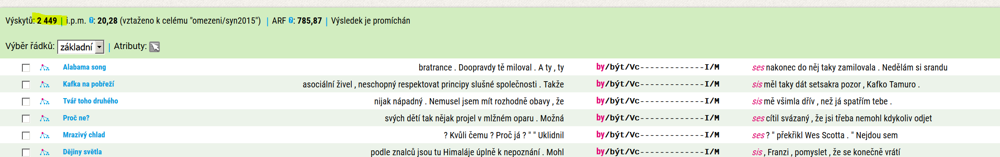 Výskytů: 2 449 | i.p.m. ?: 20,28 (vztaženo k celému "omezeni/syn2015") | ARF ?: 785,87 | Výsledek je promíchán
Výběr řádků: základní | Atributy:
Alabama song bratrance . Doopravdy tě miloval . A ty , ty by/být/Vc-------------I/M ses nakonec do něj taky zamilovala . Nedělám si srandu
Kafka na pobřeží asociální živel , neschopný respektovat principy slušné společnosti . Takže by/být/Vc-------------I/M sis měl taky dát setsakra pozor , Kafko Tamuro .
Tvář toho druhého nijak nápadný . Nemusel jsem mít rozhodně obavy , že by/být/Vc-------------I/M sis mě všimla dřív , než já spatřím tebe .
Proč ne? svých dětí tak nějak projel v mlžném oparu . Možná by/být/Vc-------------I/M ses cítil svázaný , že jsi třeba nemohl kdykoliv odjet
Mrazivý chlad ? Kvůli čemu ? Proč já ? " " Uklidnil by/být/Vc-------------I/M ses ? " překřikl Wes Scotta . " Nejdou sem
Dějiny světla podle znalců jsou tu Himaláje úplně k nepoznání . Mohl by/být/Vc-------------I/M sis , Franzi , pomyslet , že se konečně vrátí